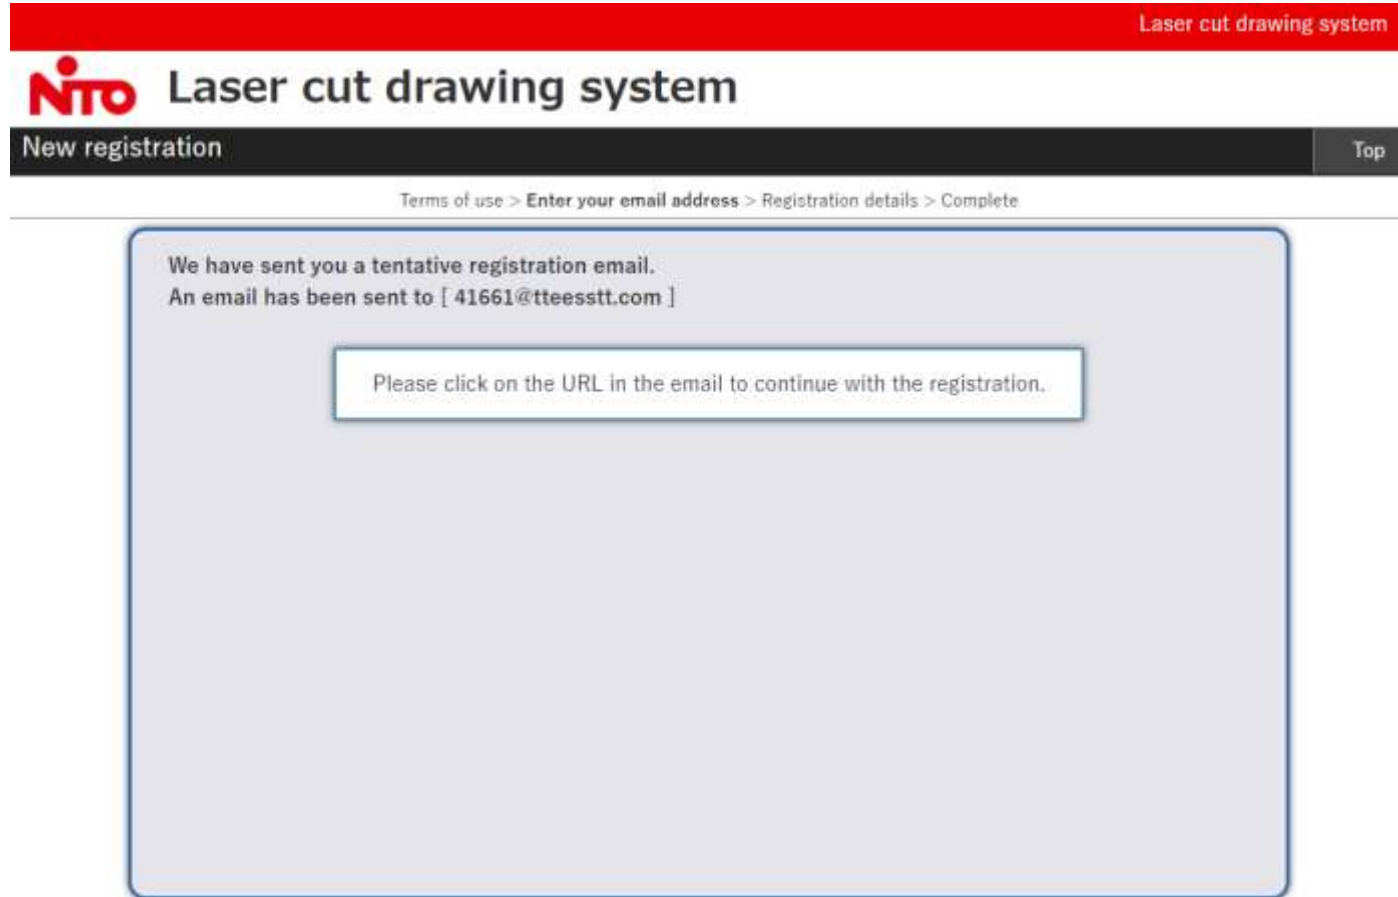 Laser cut drawing system
NITO Laser cut drawing system
New registration
Top
Terms of use > Enter your email address > Registration details > Complete
We have sent you a tentative registration email.
An email has been sent to [ 41661@tteesstt.com ]
Please click on the URL in the email to continue with the registration.